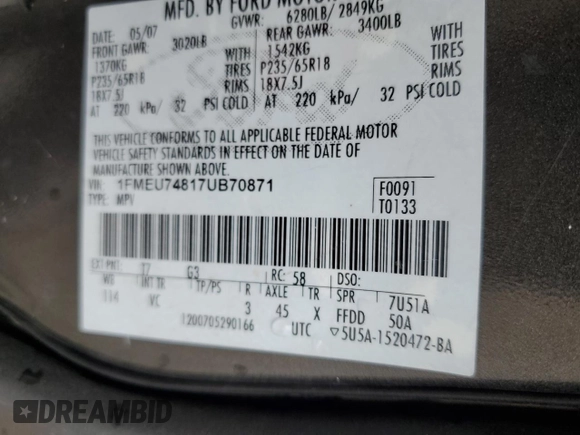 MFD. BY FORD MOTOR
DATE: 05/07 GVWR: 6280LB/ 2849KG
FRONT GAWR: 3020LB REAR GAWR: 3400LB
1370KG WITH 1542KG WITH
P235/65R18 TIRES P235/65R18 TIRES
18X7.5J RIMS 18X7.5J RIMS
AT 220 kPa/ 32 PSI COLD AT 220 kPa/ 32 PSI COLD
THIS VEHICLE CONFORMS TO ALL APPLICABLE FEDERAL MOTOR
VEHICLE SAFETY STANDARDS IN EFFECT ON THE DATE OF
MANUFACTURE SHOWN ABOVE.
VIN: 1FMEU74817UB70871
TYPE: MPV
F0091
T0133
EXT PNT: T7 G3 RC: 58 DSO:
WB INT TR TP/PS R AXLE TR SPR 7U51A
114 VC 3 45 X FFDD 50A
1200705290166 UTC ▽5U5A-1520472-BA
DREAMBID